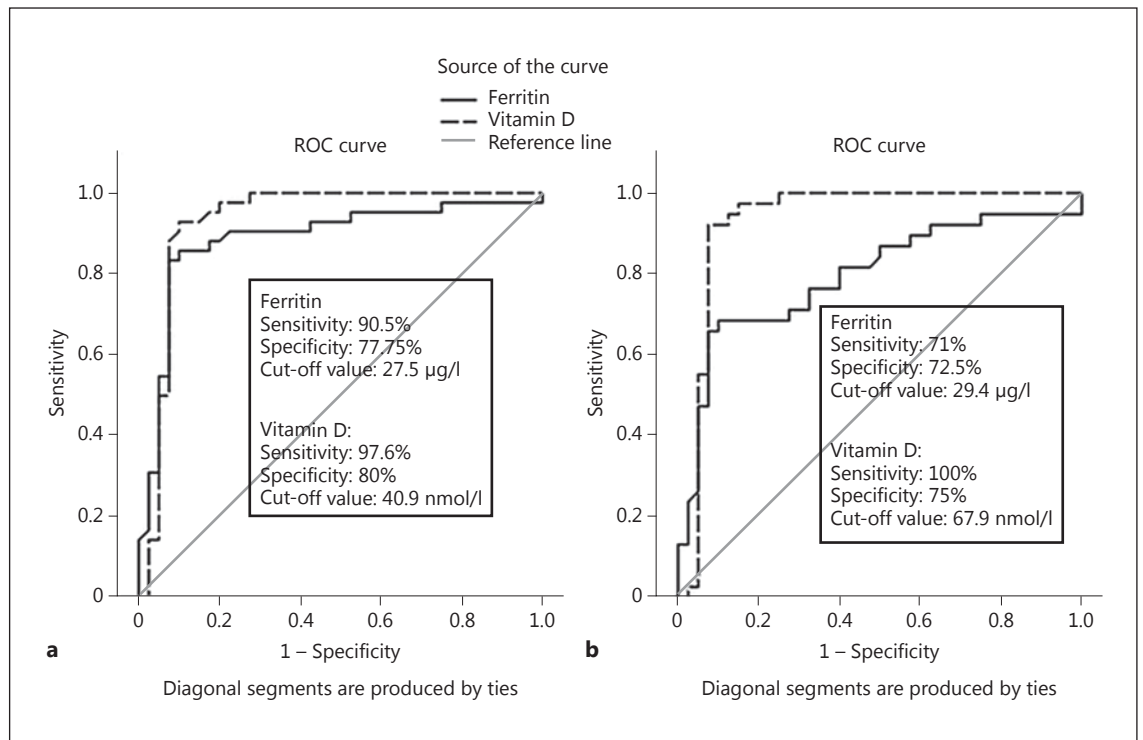 Source of the curve
Ferritin
Vitamin D
Reference line
ROC curve
1.0
0.8
0.6
0.4
0.2
0
Sensitivity
Ferritin
Sensitivity: 90.5%
Specificity: 77.75%
Cut-off value: 27.5 µg/l
Vitamin D:
Sensitivity: 97.6%
Specificity: 80%
Cut-off value: 40.9 nmol/l
0 0.2 0.4 0.6 0.8 1.0
a
1 – Specificity
Diagonal segments are produced by ties
ROC curve
1.0
0.8
0.6
0.4
0.2
0
Sensitivity
Ferritin
Sensitivity: 71%
Specificity: 72.5%
Cut-off value: 29.4 µg/l
Vitamin D:
Sensitivity: 100%
Specificity: 75%
Cut-off value: 67.9 nmol/l
0 0.2 0.4 0.6 0.8 1.0
b
1 – Specificity
Diagonal segments are produced by ties